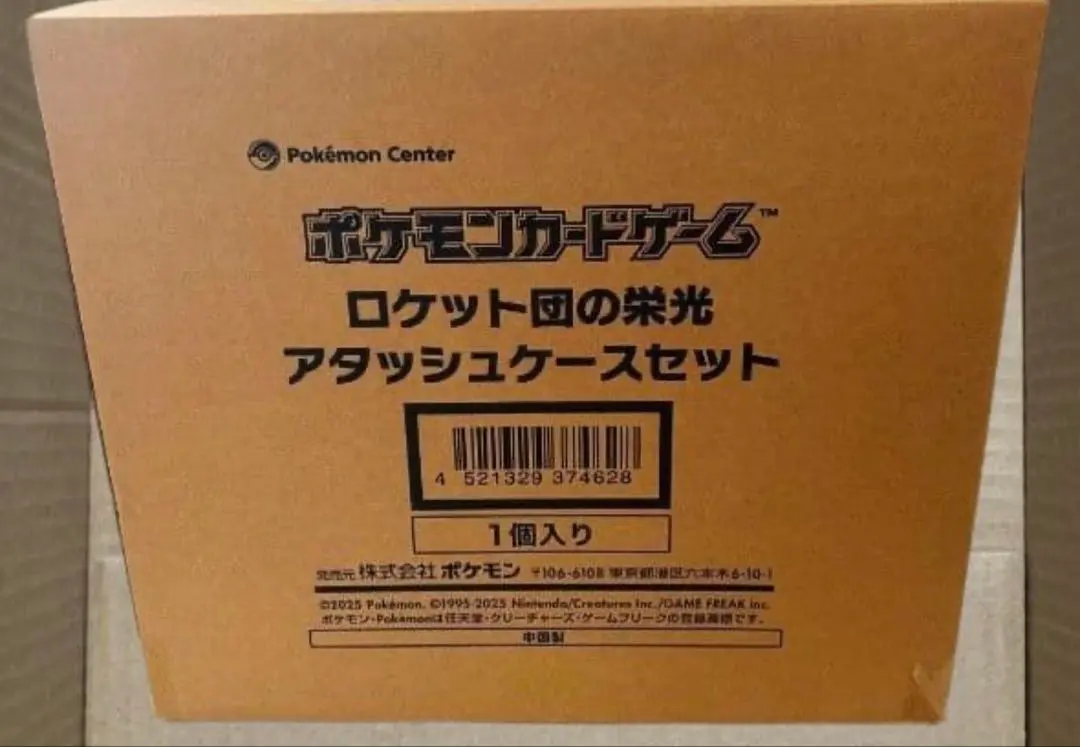 Pokémon Center
ポケモンカードゲーム™
ロケット団の栄光
アタッシュケースセット
4 521329 374628
1個入り
発売元 株式会社 ポケモン 〒106-6108 東京都港区六本木6-10-1
©2025 Pokémon. ©1995-2025 Nintendo/Creatures Inc./GAME FREAK inc.
ポケモン・Pokémonは任天堂・クリーチャーズ・ゲームフリークの登録商標です。
中国製